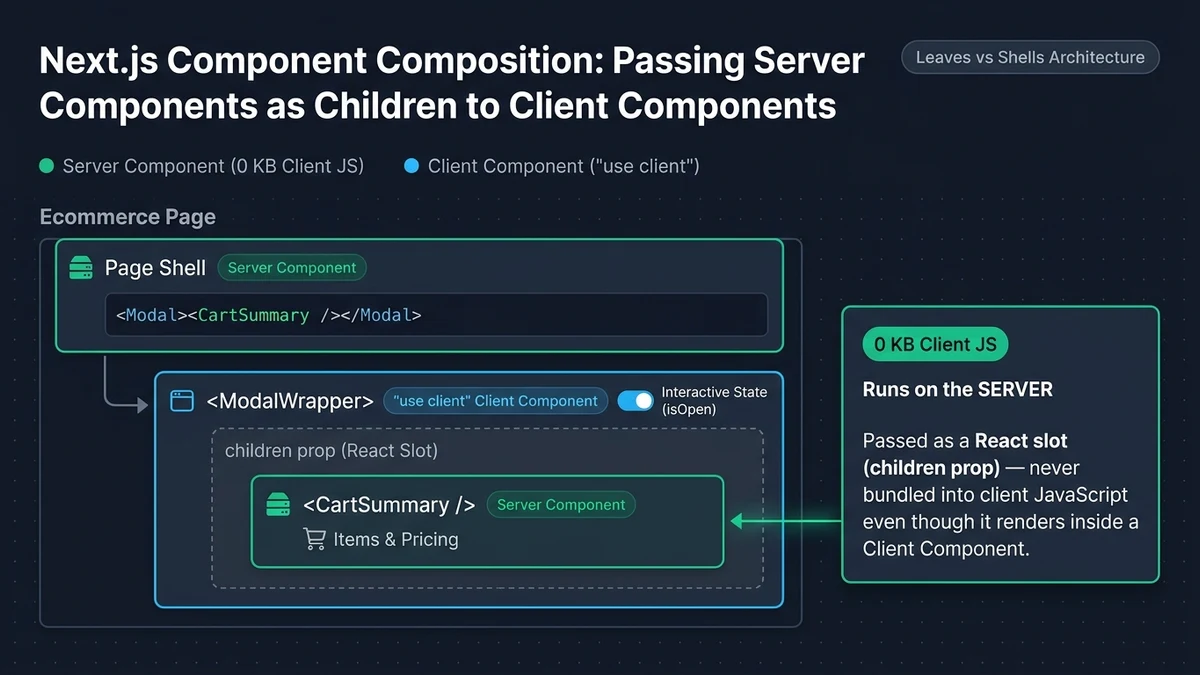 Next.js Component Composition: Passing Server
Components as Children to Client Components
Leaves vs Shells Architecture
Server Component (0 KB Client JS)
Client Component ("use client")
Ecommerce Page
Page Shell
Server Component
<Modal><CartSummary /></Modal>
<ModalWrapper>
"use client" Client Component
Interactive State
(isOpen)
children prop (React Slot)
<CartSummary />
Server Component
Items & Pricing
0 KB Client JS
Runs on the SERVER
Passed as a React slot
(children prop) — never
bundled into client JavaScript
even though it renders inside a
Client Component.